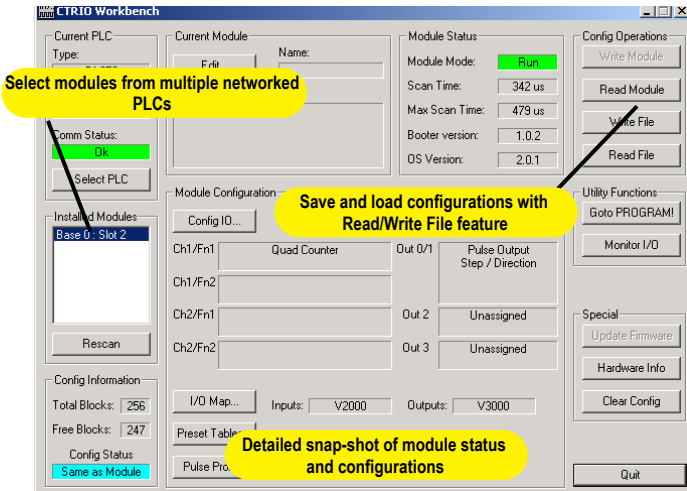 CTRIO Workbench
Current PLC
Type:
Select modules from multiple networked
PLCs
Comm Status:
Ok
Select PLC
Installed Modules
Base 0 : Slot 2
Rescan
Config Information
Total Blocks: 256
Free Blocks: 247
Config Status
Same as Module
Current Module
Edit
Name:
Module Status
Module Mode: Run
Scan Time: 342 us
Max Scan Time: 479 us
Booter version: 1.0.2
OS Version: 2.0.1
Config Operations
Write Module
Read Module
Write File
Read File
Module Configuration
Save and load configurations with
Read/Write File feature
Config IO...
Ch1/Fn1 Quad Counter Out 0/1 Pulse Output
Step / Direction
Ch1/Fn2
Ch2/Fn1 Out 2 Unassigned
Ch2/Fn2 Out 3 Unassigned
I/O Map... Inputs: V2000 Outputs: V3000
Preset Tables
Detailed snap-shot of module status
and configurations
Pulse Pro
Utility Functions
Goto PROGRAM!
Monitor I/O
Special
Update Firmware
Hardware Info
Clear Config
Quit